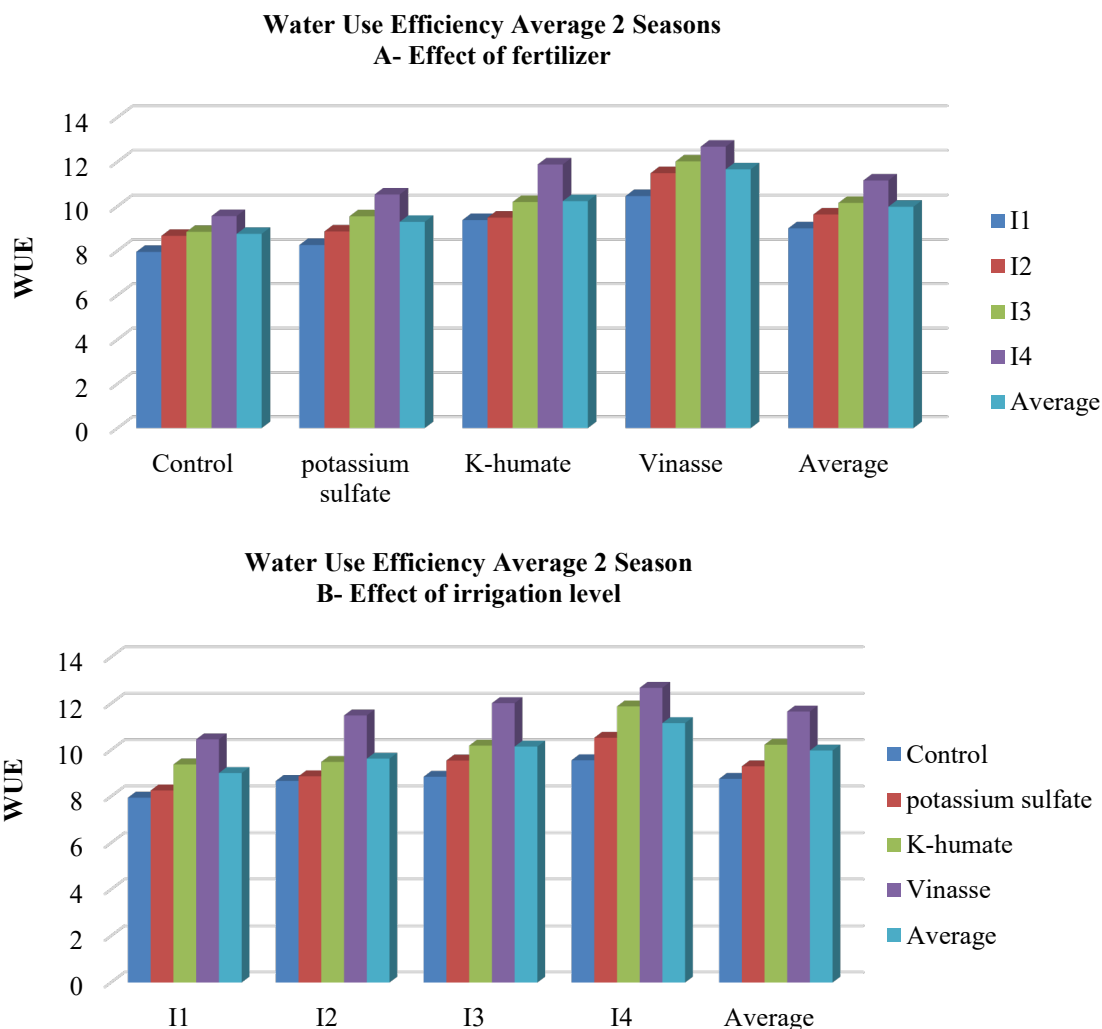 Water Use Efficiency Average 2 Seasons
A- Effect of fertilizer
14
12
10
8
6
4
2
0
WUE
Control
potassium
sulfate
K-humate
Vinasse
Average
I1
I2
I3
I4
Average
Water Use Efficiency Average 2 Season
B- Effect of irrigation level
14
12
10
8
6
4
2
0
WUE
I1
I2
I3
I4
Average
Control
potassium sulfate
K-humate
Vinasse
Average